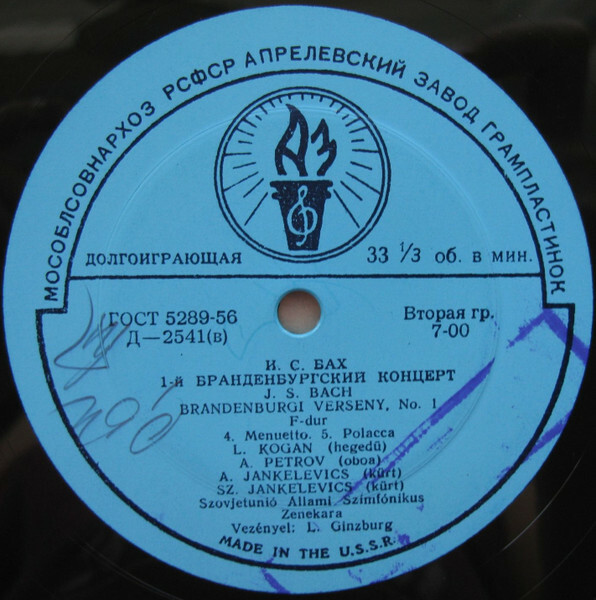 МОСОБЛСОВНАРХОЗ РСФСР АПРЕЛЕВСКИЙ ЗАВОД ГРАМПЛАСТИНОК
АЗ
ДОЛГОИГРАЮЩАЯ 33 1/3 об. в мин.
ГОСТ 5289-56 Вторая гр.
Д—2541(в) 7-00
И. С. БАХ
1-й БРАНДЕНБУРГСКИЙ КОНЦЕРТ
J. S. BACH
BRANDENBURGI VERSENY, No. 1
F-dur
4. Menuetto. 5. Polacca
L. KOGAN (hegedü)
A. PETROV (oboa)
A. JANKELEVICS (kürt)
SZ. JANKELEVICS (kürt)
Szovjetunió Állami Szimfónikus
Zenekara
Vezényel: L. Ginzburg
MADE IN THE U.S.S.R.